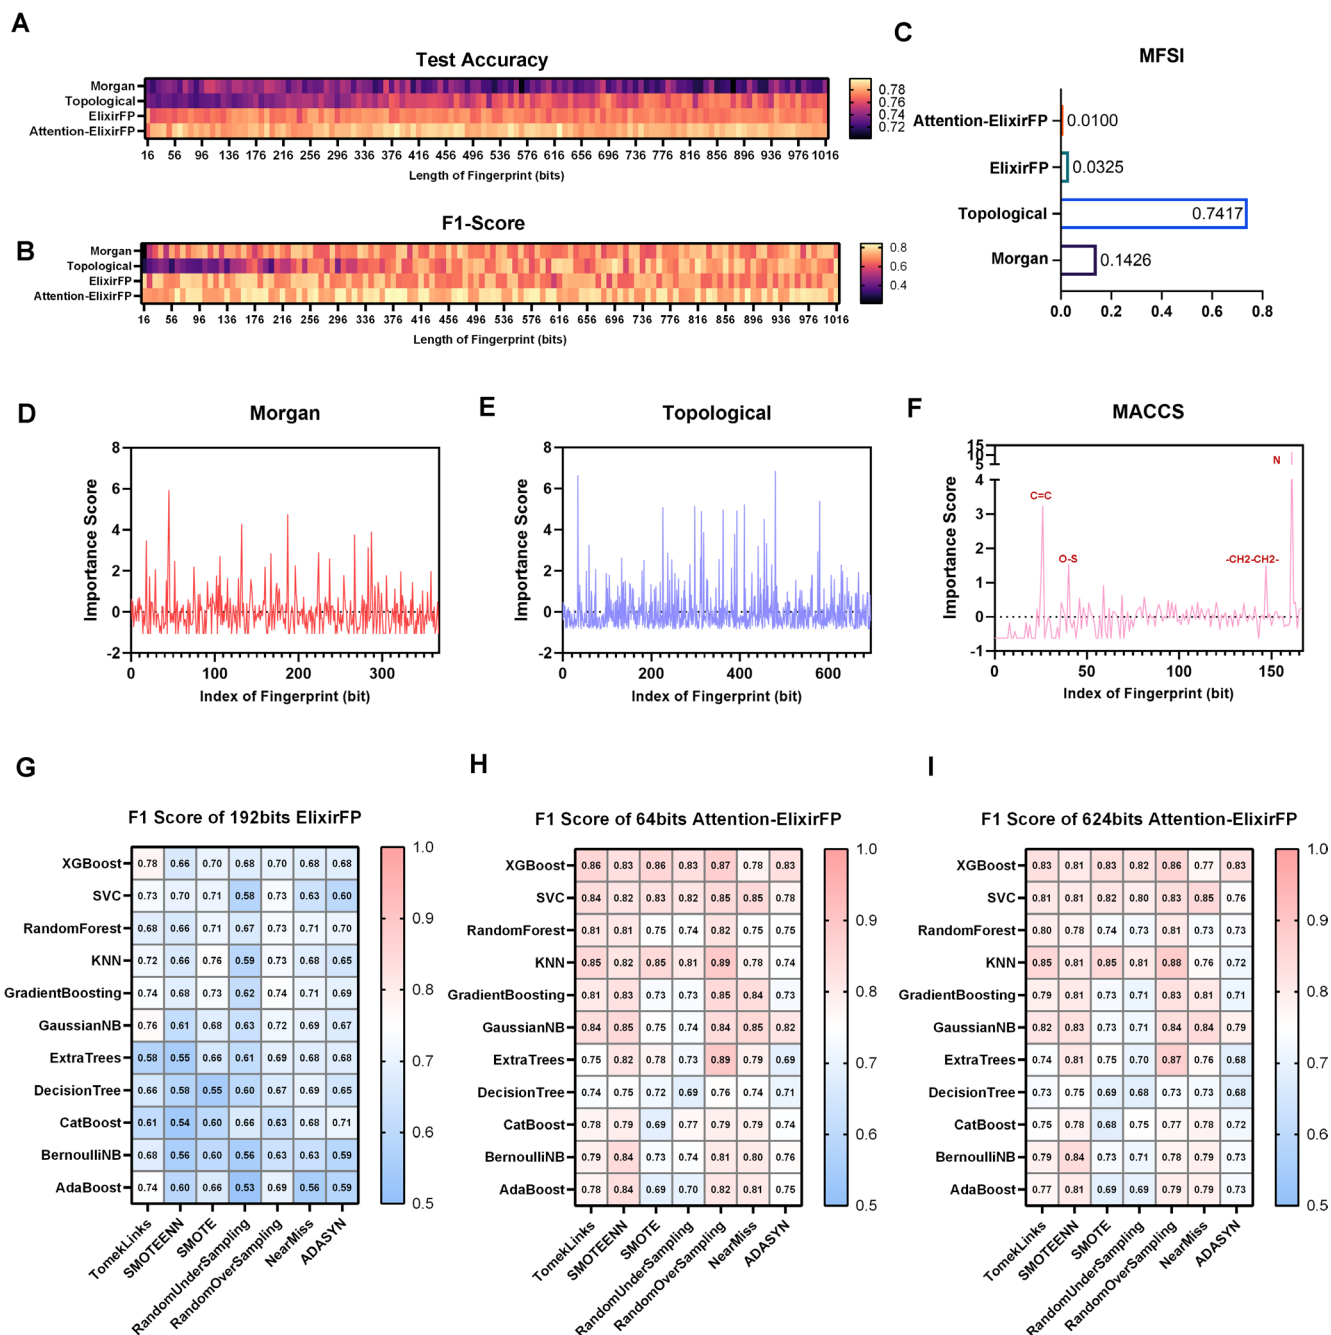 A
Test Accuracy
Morgan
Topological
ElixirFP
Attention-ElixirFP
16 56 96 136 176 216 256 296 336 376 416 456 496 536 576 616 656 696 736 776 816 856 896 936 976 1016
Length of Fingerprint (bits)
0.78
0.76
0.74
0.72
B
F1-Score
Morgan
Topological
ElixirFP
Attention-ElixirFP
16 56 96 136 176 216 256 296 336 376 416 456 496 536 576 616 656 696 736 776 816 856 896 936 976 1016
Length of Fingerprint (bits)
0.8
0.6
0.4
C
MFSI
Attention-ElixirFP 0.0100
ElixirFP 0.0325
Topological 0.7417
Morgan 0.1426
0.0 0.2 0.4 0.6 0.8
D
Morgan
Importance Score
8
6
4
2
0
-2
0 100 200 300
Index of Fingerprint (bit)
E
Topological
Importance Score
8
6
4
2
0
-2
0 200 400 600
Index of Fingerprint (bit)
F
MACCS
Importance Score
15
10
5
4
3
2
1
0
-1
C=C
O-S
-CH2-CH2-
N
0 50 100 150
Index of Fingerprint (bit)
G
F1 Score of 192bits ElixirFP
XGBoost 0.78 0.66 0.70 0.68 0.70 0.68 0.68
SVC 0.73 0.70 0.71 0.58 0.73 0.63 0.60
RandomForest 0.68 0.66 0.71 0.67 0.73 0.71 0.70
KNN 0.72 0.66 0.76 0.59 0.73 0.68 0.65
GradientBoosting 0.74 0.68 0.73 0.62 0.74 0.71 0.69
GaussianNB 0.76 0.61 0.68 0.63 0.72 0.69 0.67
ExtraTrees 0.58 0.55 0.66 0.61 0.69 0.68 0.68
DecisionTree 0.66 0.58 0.55 0.60 0.67 0.69 0.65
CatBoost 0.61 0.54 0.60 0.66 0.63 0.68 0.71
BernoulliNB 0.68 0.56 0.60 0.56 0.63 0.63 0.59
AdaBoost 0.74 0.60 0.66 0.53 0.69 0.56 0.59
TomekLinks
SMOTEENN
SMOTE
RandomUnderSampling
RandomOverSampling
NearMiss
ADASYN
1.0
0.9
0.8
0.7
0.6
0.5
H
F1 Score of 64bits Attention-ElixirFP
XGBoost 0.86 0.83 0.86 0.83 0.87 0.78 0.83
SVC 0.84 0.82 0.83 0.82 0.85 0.85 0.78
RandomForest 0.81 0.81 0.75 0.74 0.82 0.75 0.75
KNN 0.85 0.82 0.85 0.81 0.89 0.78 0.74
GradientBoosting 0.81 0.83 0.73 0.73 0.85 0.84 0.73
GaussianNB 0.84 0.85 0.75 0.74 0.84 0.85 0.82
ExtraTrees 0.75 0.82 0.78 0.73 0.89 0.79 0.69
DecisionTree 0.74 0.75 0.72 0.69 0.76 0.74 0.71
CatBoost 0.78 0.79 0.69 0.77 0.79 0.79 0.74
BernoulliNB 0.79 0.84 0.73 0.74 0.81 0.80 0.76
AdaBoost 0.78 0.84 0.69 0.70 0.82 0.81 0.75
TomekLinks
SMOTEENN
SMOTE
RandomUnderSampling
RandomOverSampling
NearMiss
ADASYN
1.0
0.9
0.8
0.7
0.6
0.5
I
F1 Score of 624bits Attention-ElixirFP
XGBoost 0.83 0.81 0.83 0.82 0.86 0.77 0.83
SVC 0.81 0.81 0.82 0.80 0.83 0.85 0.76
RandomForest 0.80 0.78 0.74 0.73 0.81 0.73 0.73
KNN 0.85 0.81 0.85 0.81 0.88 0.76 0.72
GradientBoosting 0.79 0.81 0.73 0.71 0.83 0.81 0.71
GaussianNB 0.82 0.83 0.73 0.71 0.84 0.84 0.79
ExtraTrees 0.74 0.81 0.75 0.70 0.87 0.76 0.68
DecisionTree 0.73 0.75 0.69 0.68 0.73 0.73 0.68
CatBoost 0.75 0.78 0.68 0.75 0.77 0.78 0.72
BernoulliNB 0.79 0.84 0.73 0.71 0.78 0.79 0.73
AdaBoost 0.77 0.81 0.69 0.69 0.79 0.79 0.73
TomekLinks
SMOTEENN
SMOTE
RandomUnderSampling
RandomOverSampling
NearMiss
ADASYN
1.0
0.9
0.8
0.7
0.6
0.5